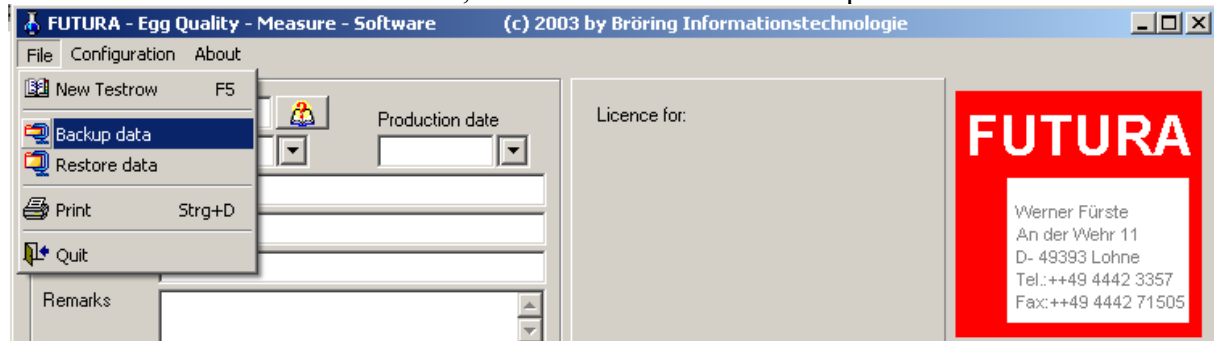 FUTURA - Egg Quality - Measure - Software (c) 2003 by Bröring Informationstechnologie
File Configuration About
New Testrow F5
Backup data
Restore data
Print Strg+D
Quit
Remarks
Production date
Licence for:
FUTURA
Werner Fürste
An der Wehr 11
D- 49393 Lohne
Tel.:++49 4442 3357
Fax:++49 4442 71505